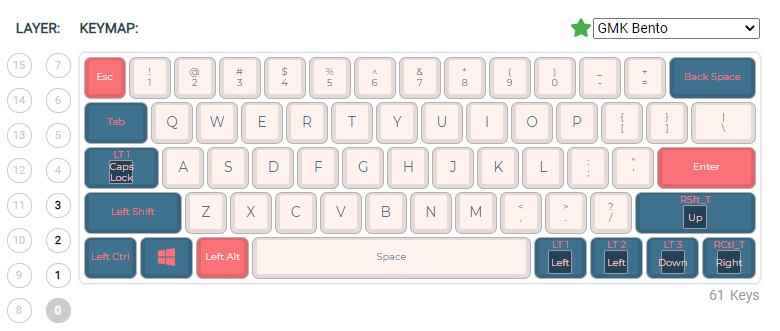 LAYER: KEYMAP: GMK Bento
15 7 Esc ! 1 @ 2 # 3 $ 4 % 5 ^ 6 & 7 * 8 ( 9 ) 0 _ - + = Back Space
14 6 Tab Q W E R T Y U I O P { [ } ] | \
13 5
LT 1 Caps Lock A S D F G H J K L : ; " ' Enter
12 4
11 3 Left Shift Z X C V B N M < , > . ? / RSft_T Up
10 2
Left Ctrl Left Alt Space LT 1 Left LT 2 Left LT 3 Down RCtl_T Right
9 1
61 Keys
8 0